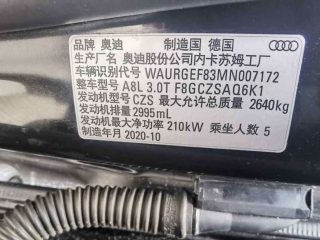 品牌 奥迪 制造国 德国
生产厂名 奥迪股份公司内卡苏姆工厂
车辆识别代号 WAURGEF83MN007172
整车型号 A8L 3.0T F8GCZSAQ6K1
发动机型号 CZS 最大允许总质量 2640kg
发动机排量 2995mL
发动机最大净功率 210kW 乘坐人数 5
制造年月 2020-10